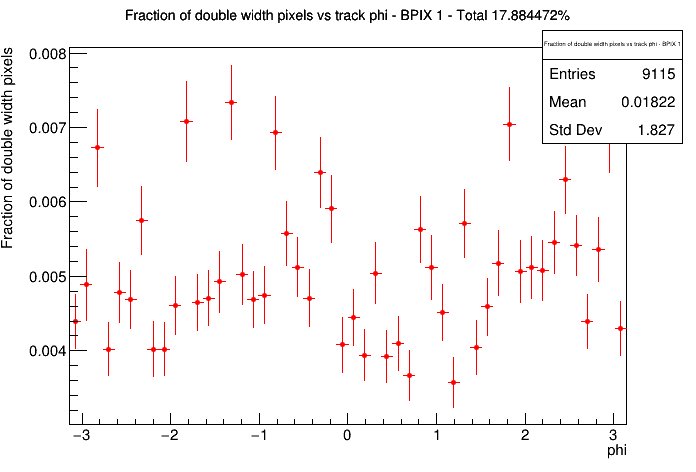 Fraction of double width pixels vs track phi - BPIX 1 - Total 17.884472%
Fraction of double width pixels vs track phi - BPIX 1
Entries 9115
Mean 0.01822
Std Dev 1.827
Fraction of double width pixels
0.008
0.007
0.006
0.005
0.004
−3 −2 −1 0 1 2 3
phi